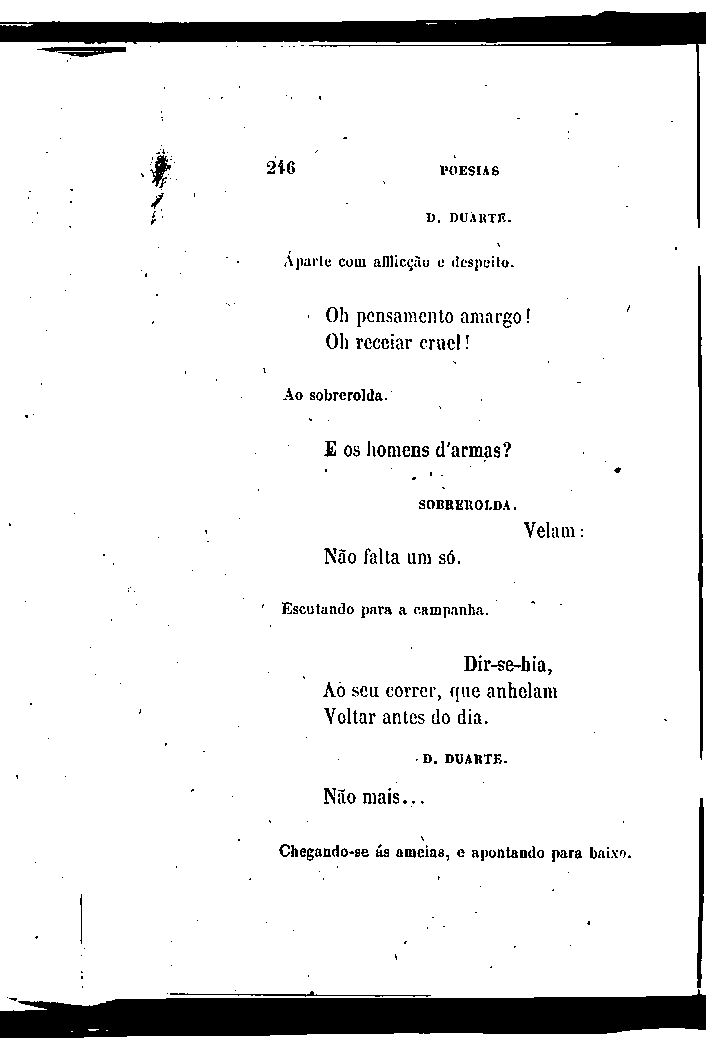 246 POESIAS
D. DUARTE.
Áparte com afflicção e despeito.
Oh pensamento amargo!
Oh receiar cruel!
Ao sobrerolda.
E os homens d'armas?
SOBREROLDA.
Velam:
Não falta um só.
Escutando para a campanha.
Dir-se-hia,
Ao seu correr, que anhelam
Voltar antes do dia.
D. DUARTE.
Não mais...
Chegando-se ás ameias, e apontando para baixo.